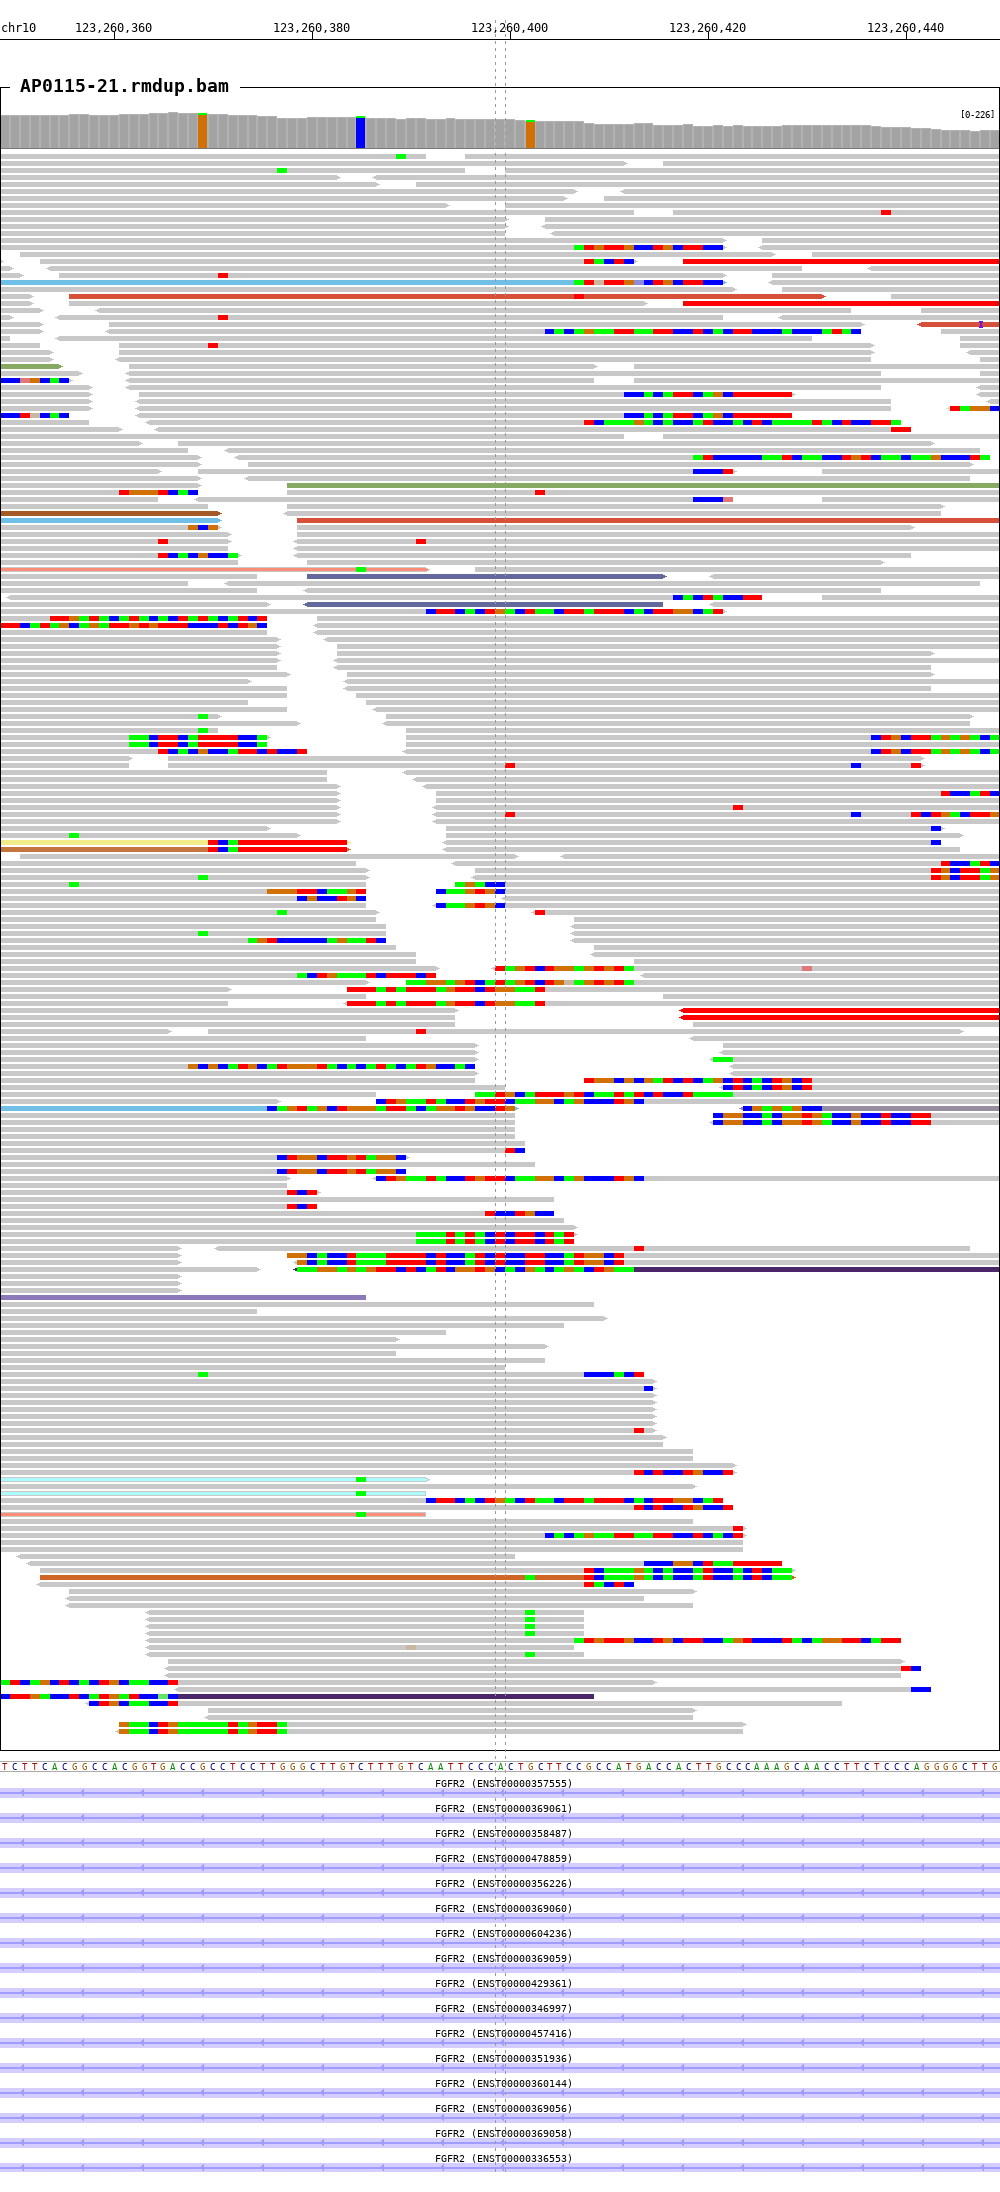 chr10 123,260,360 123,260,380 123,260,400 123,260,420 123,260,440
AP0115-21.rmdup.bam
[0-226]
T C T T C A C G G C C A C G G T G A C C G C C T C C T T G G G C T T G T C T T T G T C A A T T C C C A C T G C T T C C G C C A T G A C C A C T T G C C C A A A G C A A C C T T C T C C C A G G G G C T T G
FGFR2 (ENST00000357555)
FGFR2 (ENST00000369061)
FGFR2 (ENST00000358487)
FGFR2 (ENST00000478859)
FGFR2 (ENST00000356226)
FGFR2 (ENST00000369060)
FGFR2 (ENST00000604236)
FGFR2 (ENST00000369059)
FGFR2 (ENST00000429361)
FGFR2 (ENST00000346997)
FGFR2 (ENST00000457416)
FGFR2 (ENST00000351936)
FGFR2 (ENST00000360144)
FGFR2 (ENST00000369056)
FGFR2 (ENST00000369058)
FGFR2 (ENST00000336553)